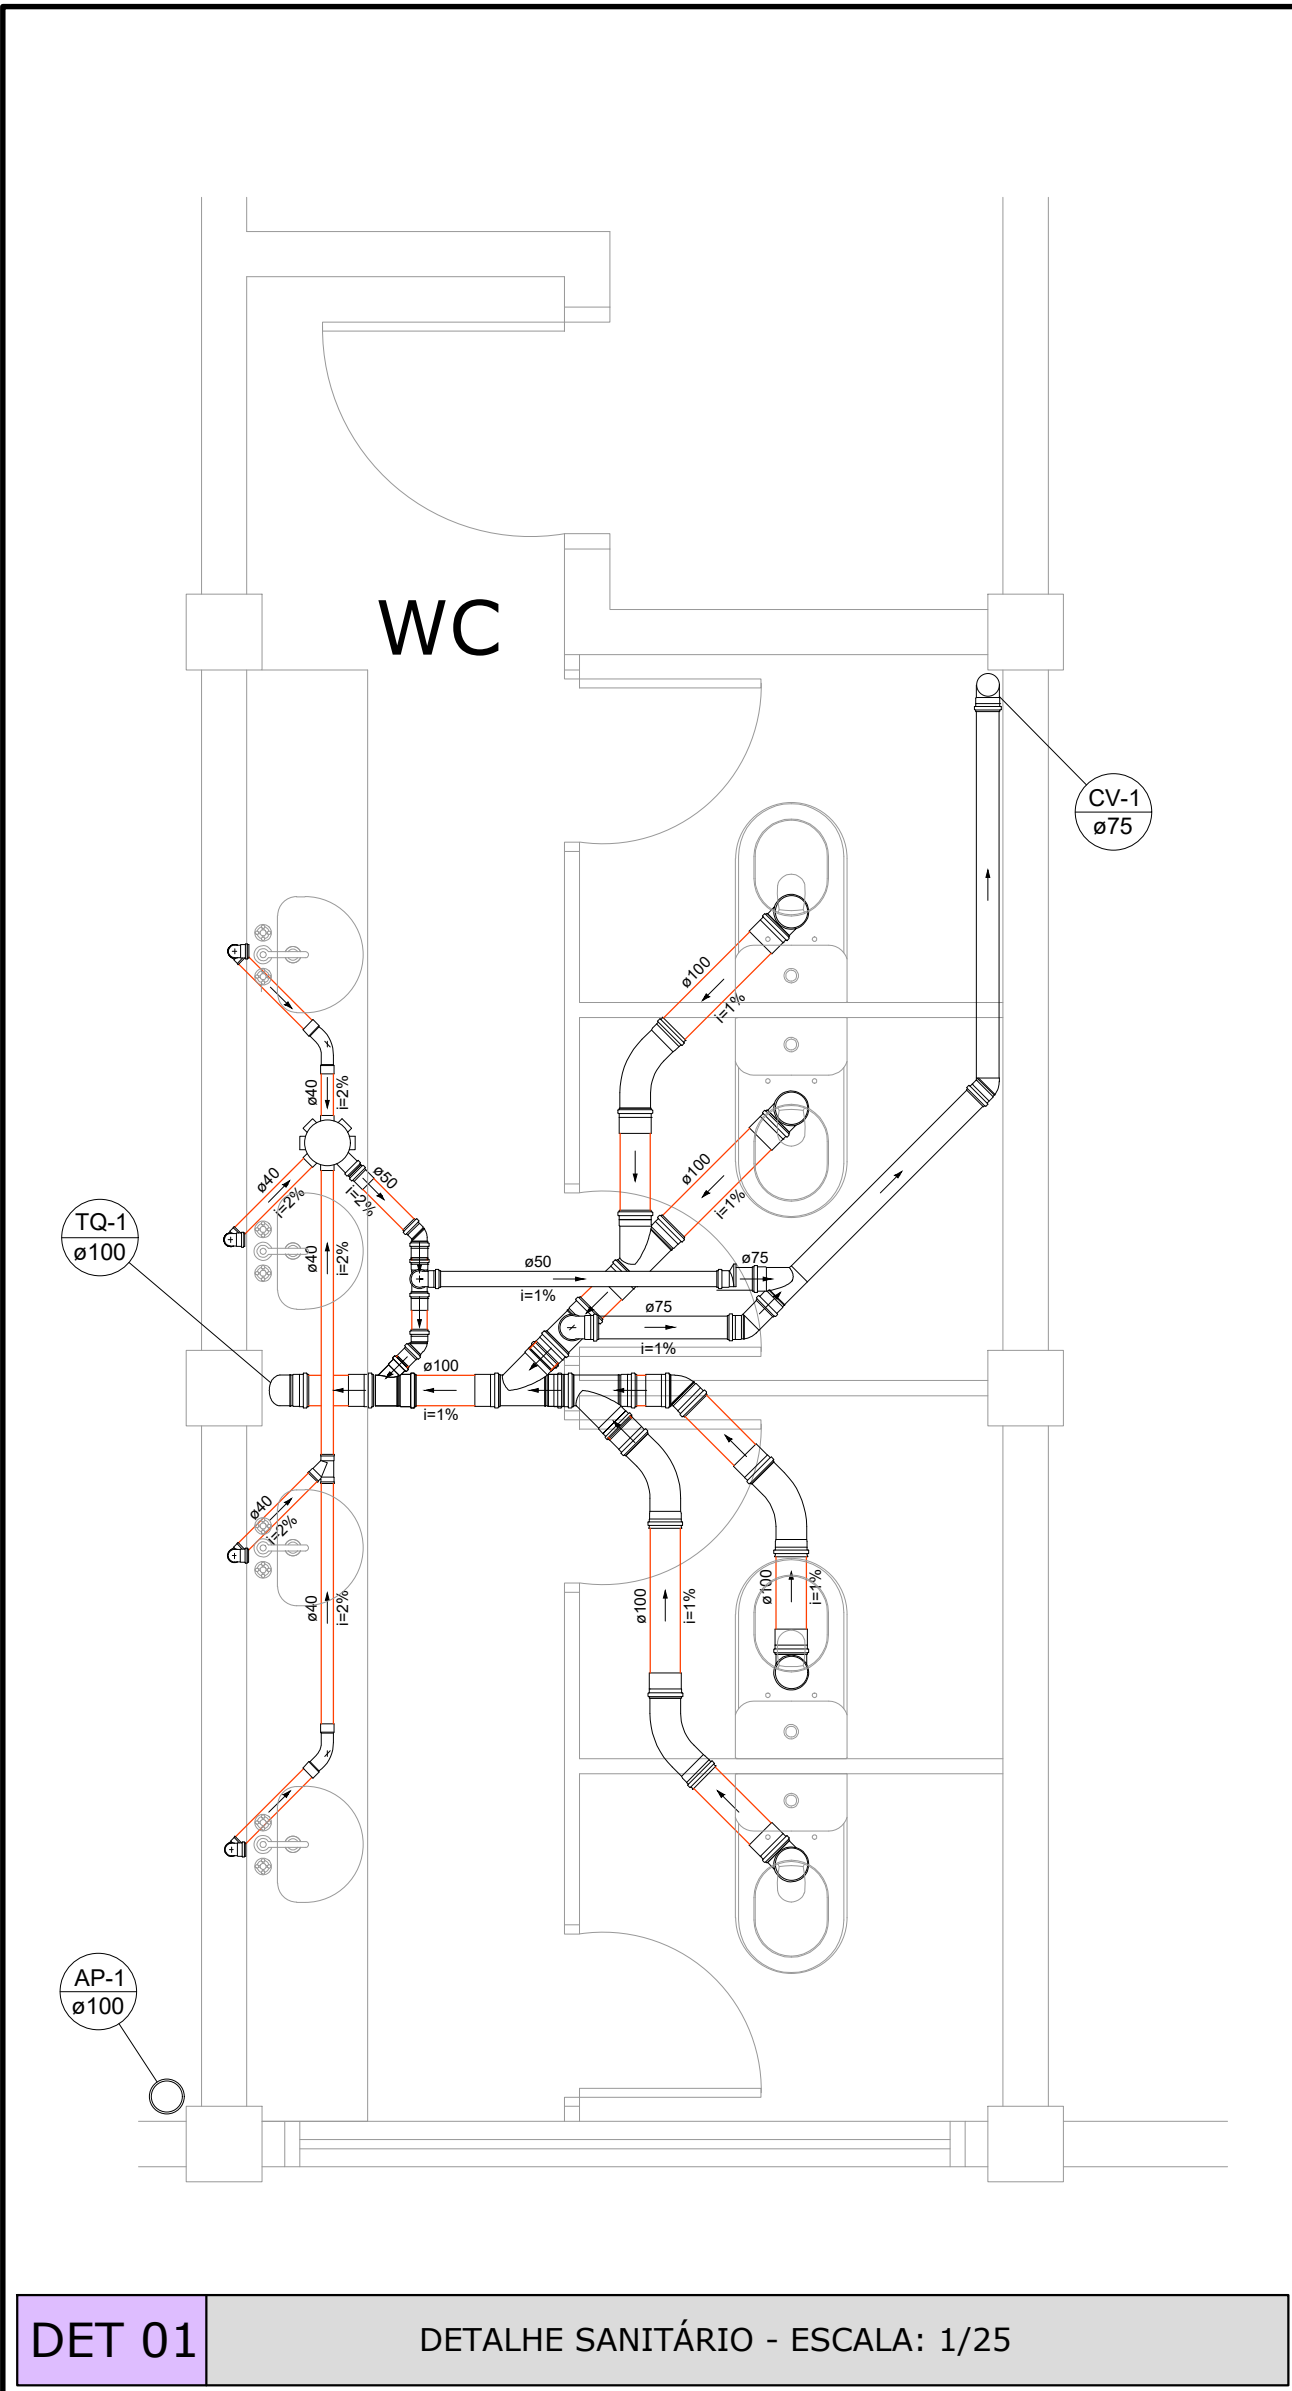 WC
CV-1
ø75
ø100
i=1%
ø40
i=2%
ø100
i=1%
ø40
i=2%
ø50
i=2%
TQ-1
ø100
ø40
i=2%
ø50
i=1%
ø75
ø75
i=1%
ø100
i=1%
ø40
i=2%
ø40
i=2%
ø100
i=1%
ø100
i=1%
AP-1
ø100
DET 01
DETALHE SANITÁRIO - ESCALA: 1/25